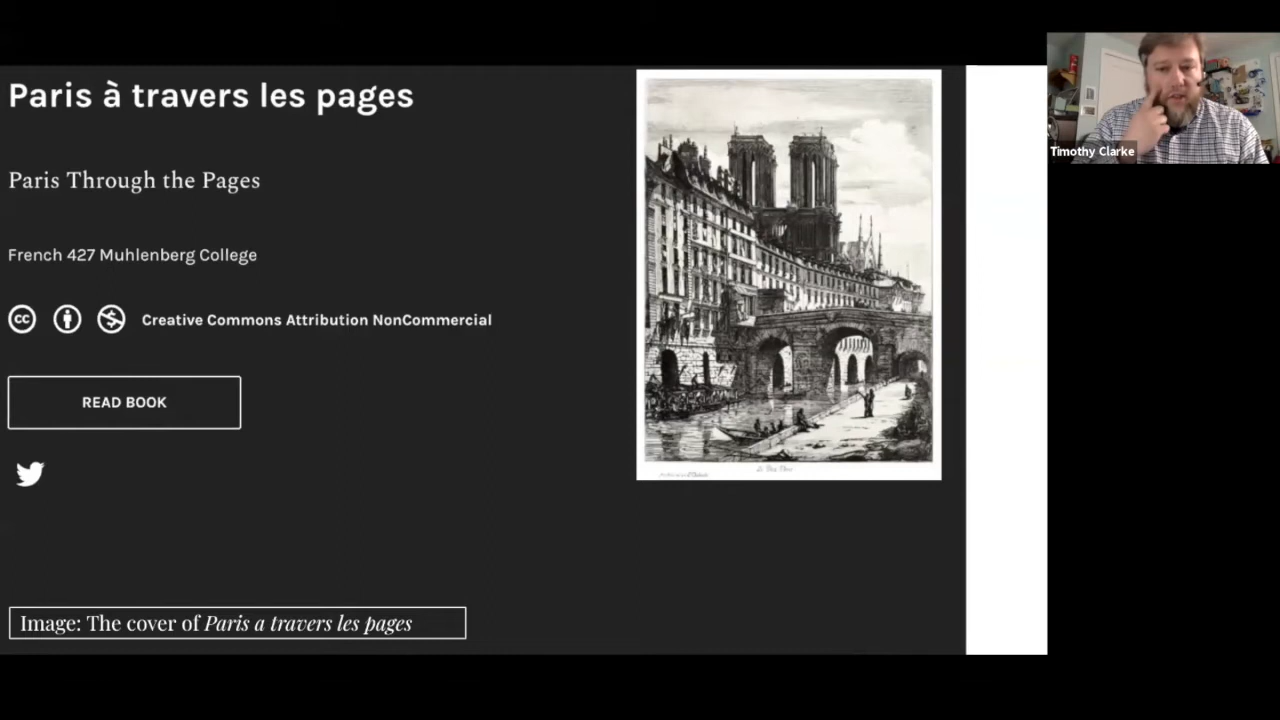 Paris à travers les pages
Paris Through the Pages
French 427 Muhlenberg College
cc
Creative Commons Attribution NonCommercial
READ BOOK
Image: The cover of Paris a travers les pages
Timothy Clarke